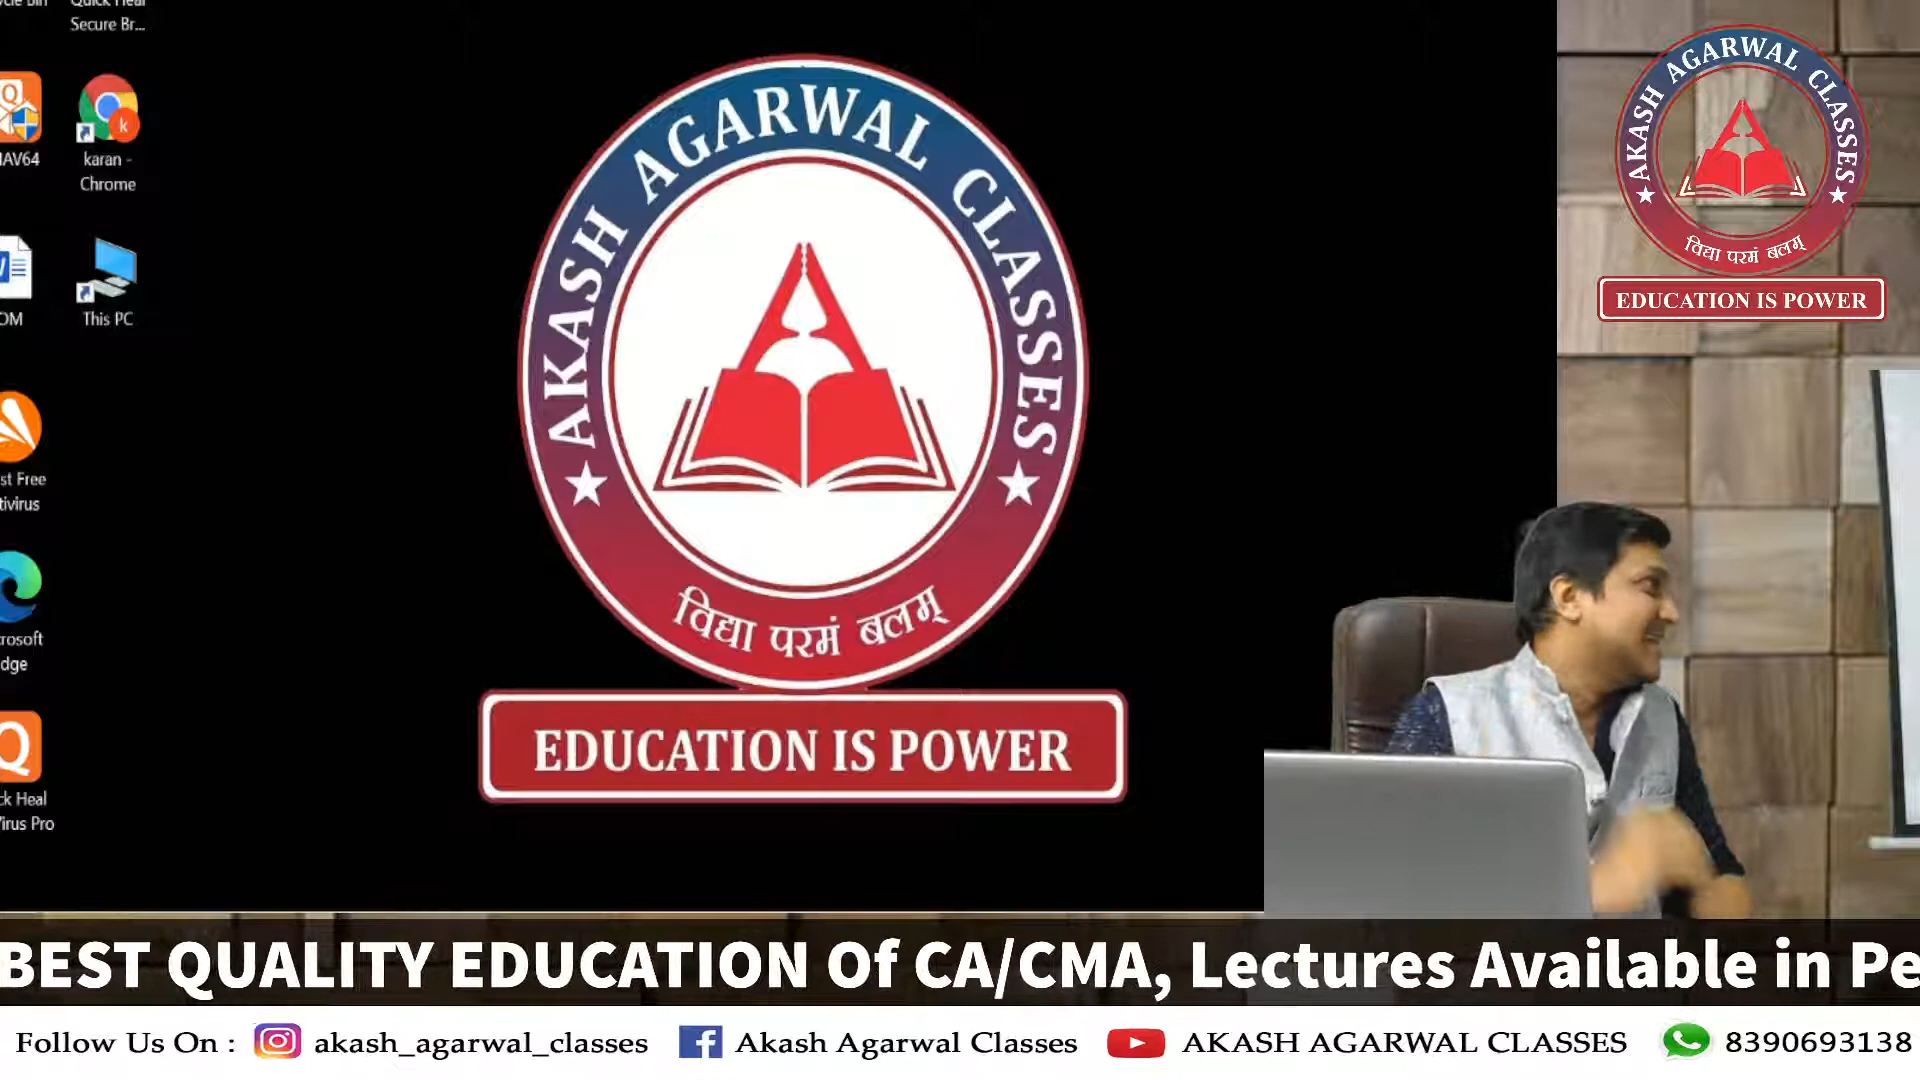 Secure Br...
AV64
karan -
Chrome
This PC
AKASH AGARWAL CLASSES
विद्या परमं बलम्
EDUCATION IS POWER
AKASH AGARWAL CLASSES
विद्या परमं बलम्
EDUCATION IS POWER
st Free
tivirus
rosoft
dge
ck Heal
irus Pro
BEST QUALITY EDUCATION Of CA/CMA, Lectures Available in Pe
Follow Us On : akash_agarwal_classes Akash Agarwal Classes AKASH AGARWAL CLASSES 8390693138